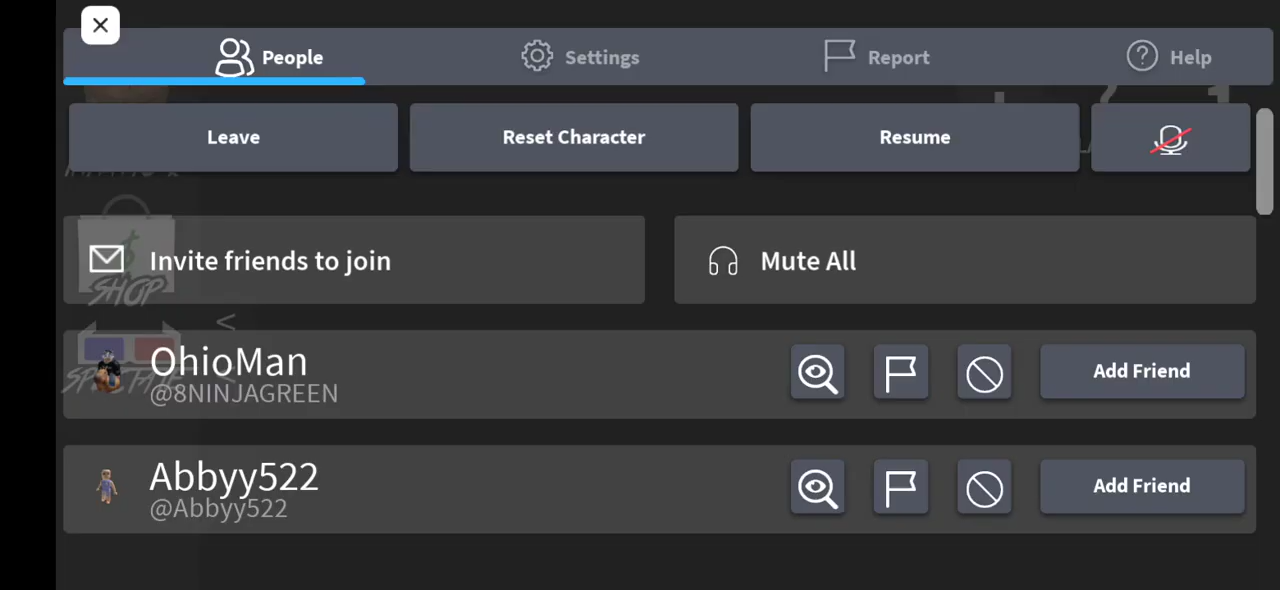 People
Settings
Report
Help
Leave
Reset Character
Resume
Invite friends to join
Mute All
SHOP
<
OhioMan
@8NINJAGREEN
Add Friend
Abbyy522
@Abbyy522
Add Friend